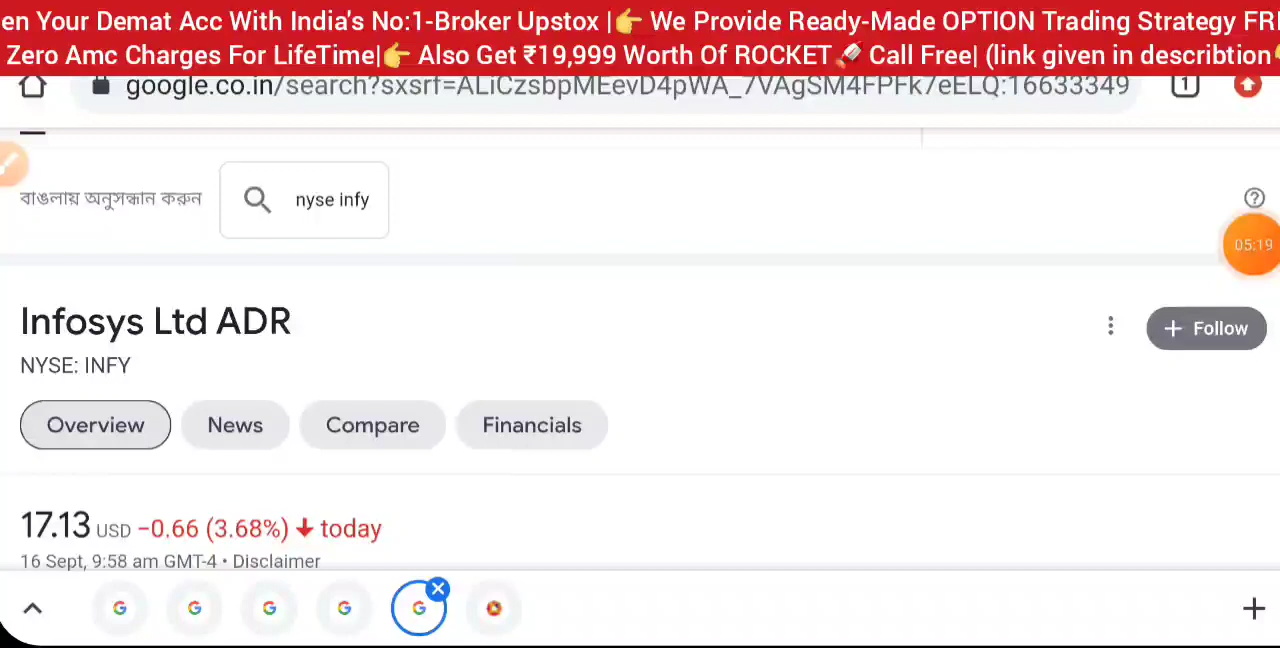 en Your Demat Acc With India's No:1-Broker Upstox |👉 We Provide Ready-Made OPTION Trading Strategy FR
Zero Amc Charges For LifeTime|👉 Also Get ₹19,999 Worth Of ROCKET🚀 Call Free| (link given in describtion
google.co.in/search?sxsrf=ALiCzsbpMEevD4pWA_7VAgSM4FPFk7eELQ:16633349
1
বাঙলায় অনুসন্ধান করুন
nyse infy
05:19
Infosys Ltd ADR
+ Follow
NYSE: INFY
Overview News Compare Financials
17.13 USD −0.66 (3.68%) ↓ today
16 Sept, 9:58 am GMT-4 • Disclaimer